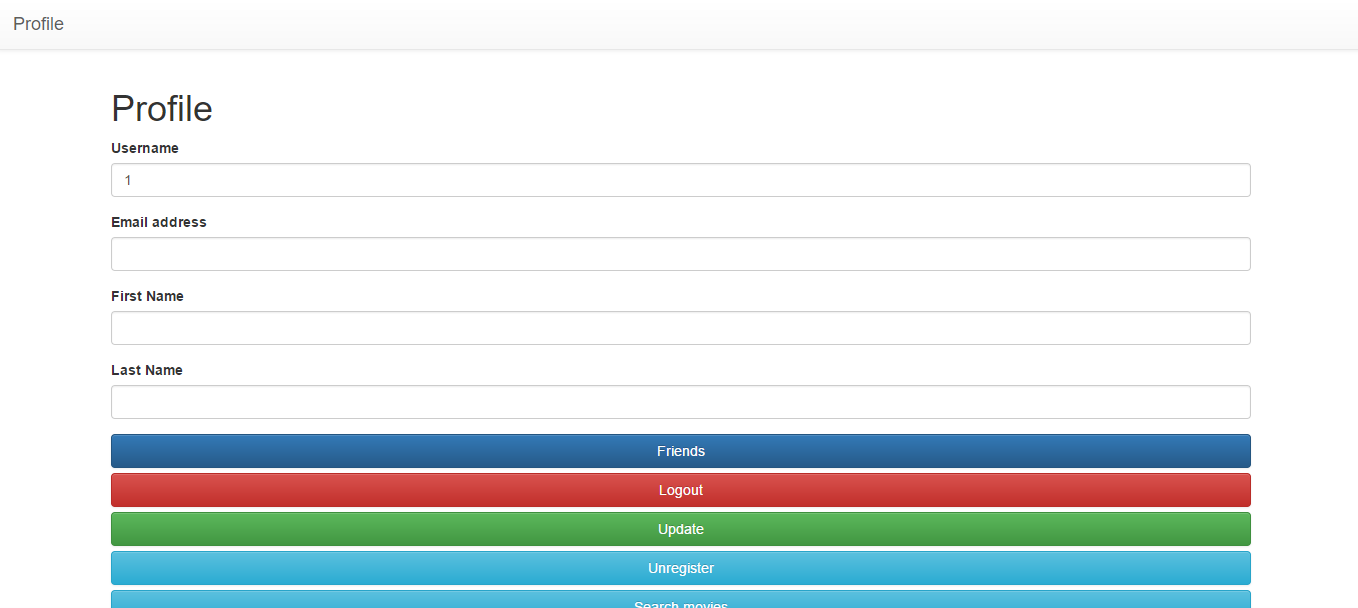 Profile
Profile
Username
1
Email address
First Name
Last Name
Friends
Logout
Update
Unregister
Search movies